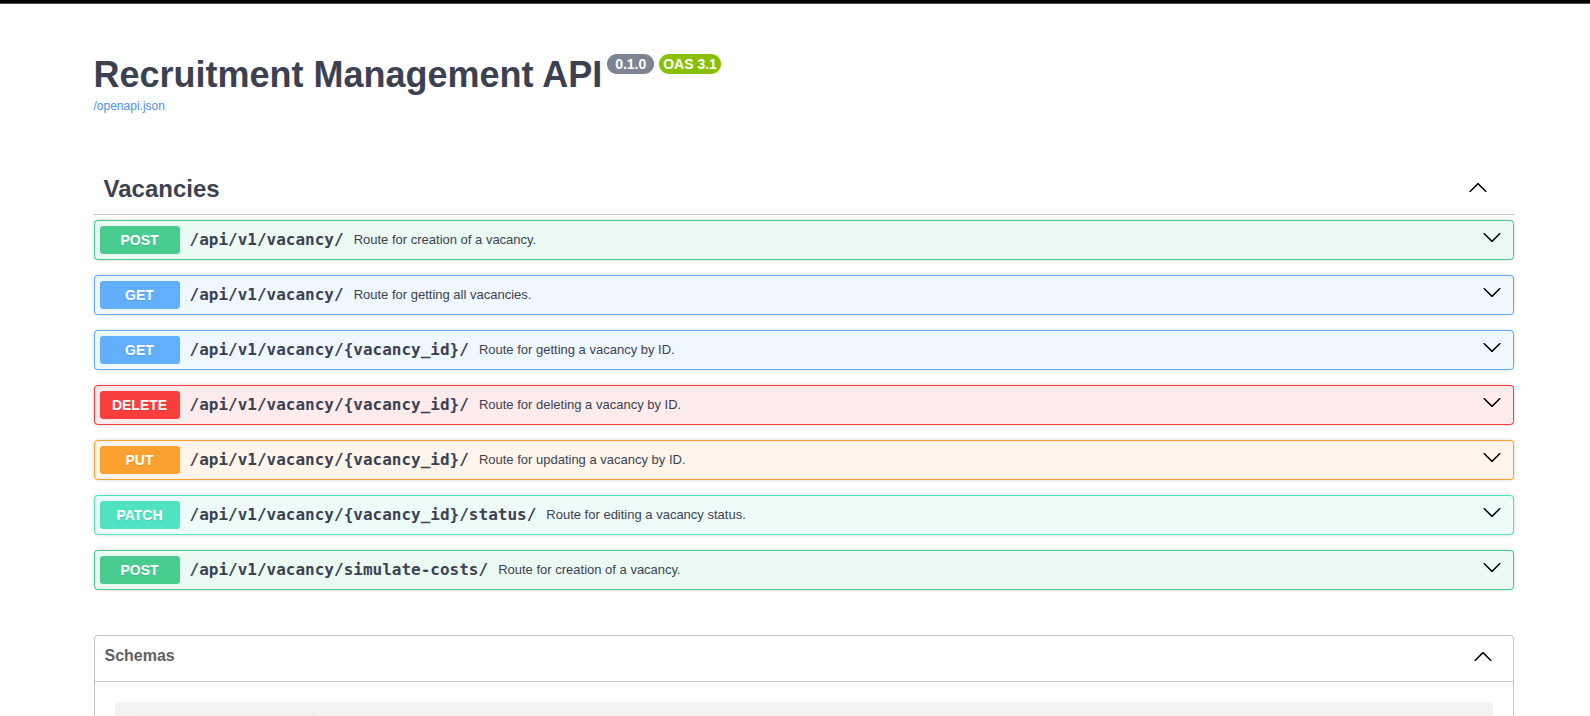 Recruitment Management API 0.1.0 OAS 3.1
/openapi.json
Vacancies
POST /api/v1/vacancy/ Route for creation of a vacancy.
GET /api/v1/vacancy/ Route for getting all vacancies.
GET /api/v1/vacancy/{vacancy_id}/ Route for getting a vacancy by ID.
DELETE /api/v1/vacancy/{vacancy_id}/ Route for deleting a vacancy by ID.
PUT /api/v1/vacancy/{vacancy_id}/ Route for updating a vacancy by ID.
PATCH /api/v1/vacancy/{vacancy_id}/status/ Route for editing a vacancy status.
POST /api/v1/vacancy/simulate-costs/ Route for creation of a vacancy.
Schemas